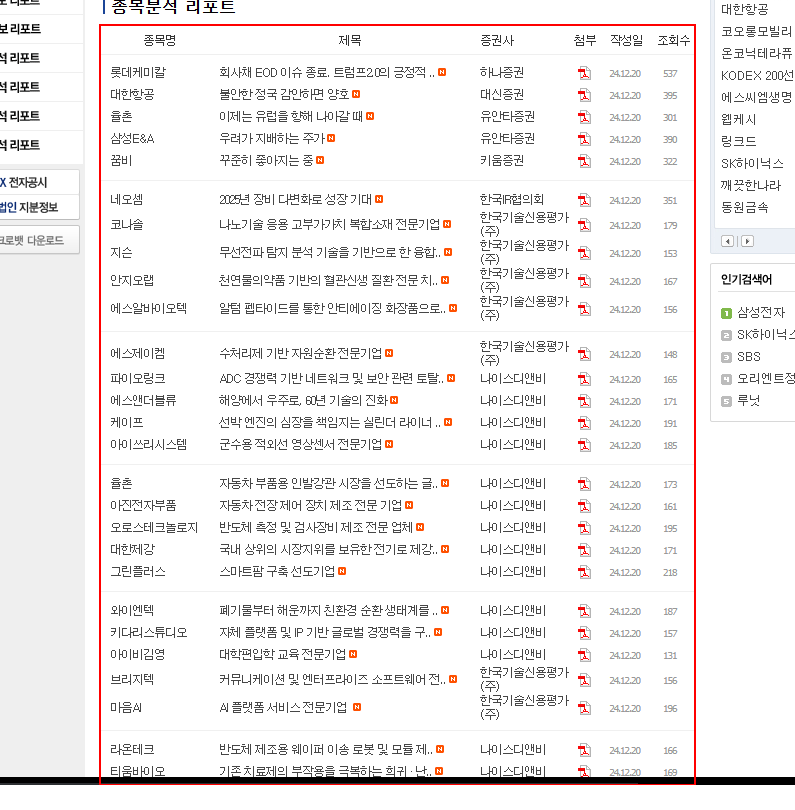 종목분석 리포트
보 리포트
석 리포트
석 리포트
석 리포트
석 리포트
X 전자공시
법인 지분정보
크로뱃 다운로드
종목명 제목 증권사 첨부 작성일 조회수
롯데케미칼 회사채 EOD 이슈 종료. 트럼프2.0의 긍정적 .. N 하나증권 24.12.20 537
대한항공 불안한 정국 감안하면 양호 N 대신증권 24.12.20 395
율촌 이제는 유럽을 향해 나아갈 때 N 유안타증권 24.12.20 301
삼성E&A 우려가 지배하는 주가 N 유안타증권 24.12.20 390
꿈비 꾸준히 좋아지는 중 N 키움증권 24.12.20 322
네오셈 2025년 장비 다변화로 성장 기대 N 한국IR협의회 24.12.20 351
코나솔 나노기술 응용 고부가가치 복합소재 전문기업 N 한국기술신용평가(주) 24.12.20 179
지슨 무선전파 탐지 분석 기술을 기반으로 한 융합.. N 한국기술신용평가(주) 24.12.20 153
안지오랩 천연물의약품 기반의 혈관신생 질환 전문 치.. N 한국기술신용평가(주) 24.12.20 167
에스알바이오텍 알텀 펩타이드를 통한 안티에이징 화장품으로.. N 한국기술신용평가(주) 24.12.20 156
에스제이켐 수처리제 기반 자원순환 전문기업 N 한국기술신용평가(주) 24.12.20 148
파이오링크 ADC 경쟁력 기반 네트워크 및 보안 관련 토탈.. N 나이스디앤비 24.12.20 165
에스앤더블류 해양에서 우주로, 60년 기술의 진화 N 나이스디앤비 24.12.20 171
케이프 선박 엔진의 심장을 책임지는 실린더 라이너 .. N 나이스디앤비 24.12.20 191
아이쓰리시스템 군수용 적외선 영상센서 전문기업 N 나이스디앤비 24.12.20 185
율촌 자동차 부품용 인발강관 시장을 선도하는 글.. N 나이스디앤비 24.12.20 173
아진전자부품 자동차 전장 제어 장치 제조 전문 기업 N 나이스디앤비 24.12.20 161
오로스테크놀로지 반도체 측정 및 검사장비 제조 전문 업체 N 나이스디앤비 24.12.20 195
대한제강 국내 상위의 시장지위를 보유한 전기로 제강.. N 나이스디앤비 24.12.20 171
그린플러스 스마트팜 구축 선도기업 N 나이스디앤비 24.12.20 218
와이엔텍 폐기물부터 해운까지 친환경 순환 생태계를 .. N 나이스디앤비 24.12.20 187
키다리스튜디오 자체 플랫폼 및 IP 기반 글로벌 경쟁력을 구.. N 나이스디앤비 24.12.20 157
아이비김영 대학편입학 교육 전문기업 N 나이스디앤비 24.12.20 131
브리지텍 커뮤니케이션 및 엔터프라이즈 소프트웨어 전.. N 한국기술신용평가(주) 24.12.20 156
마음AI AI 플랫폼 서비스 전문기업 N 한국기술신용평가(주) 24.12.20 196
라온테크 반도체 제조용 웨이퍼 이송 로봇 및 모듈 제.. N 나이스디앤비 24.12.20 166
티움바이오 기존 치료제의 부작용을 극복하는 희귀 · 난.. N 나이스디앤비 24.12.20 169
대한항공
코오롱모빌리
온코닉테라퓨
KODEX 200선
에스씨엠생명
웹케시
링크드
SK하이닉스
깨끗한나라
동원금속
인기검색어
1 삼성전자
2 SK하이닉스
3 SBS
4 오리엔트정
5 루닛